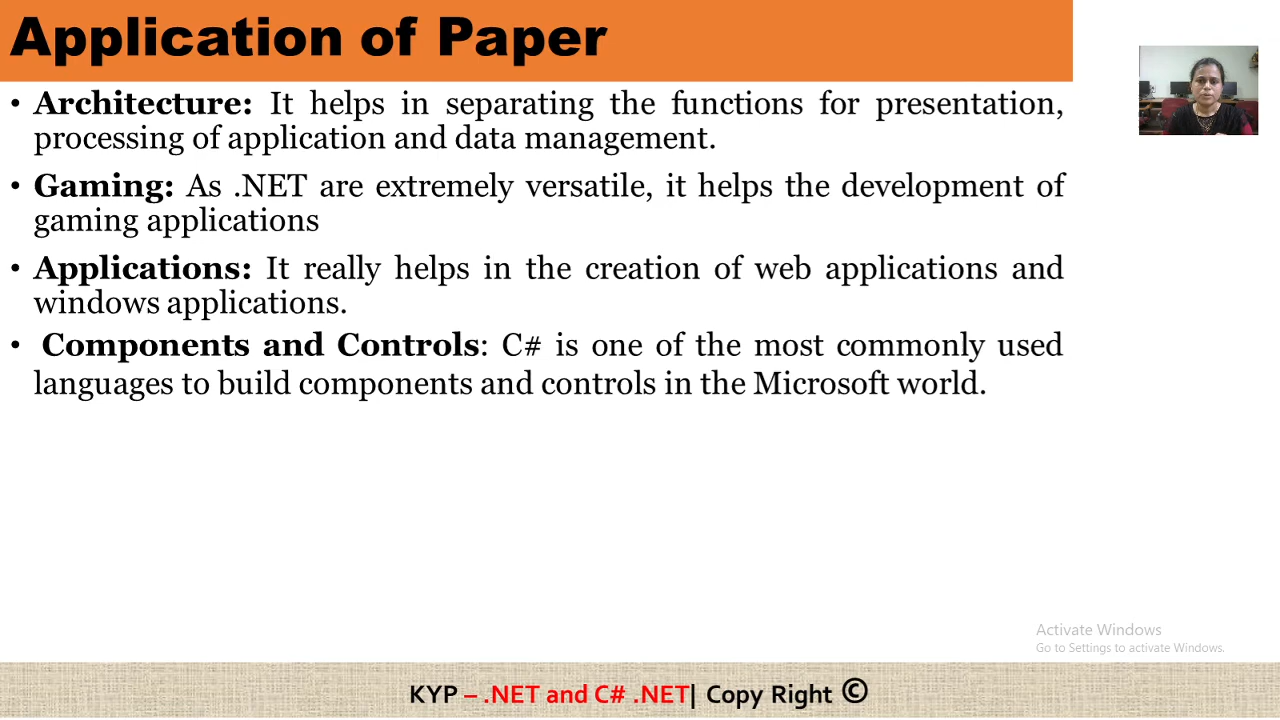 Application of Paper
• Architecture: It helps in separating the functions for presentation,
processing of application and data management.
• Gaming: As .NET are extremely versatile, it helps the development of
gaming applications
• Applications: It really helps in the creation of web applications and
windows applications.
• Components and Controls: C# is one of the most commonly used
languages to build components and controls in the Microsoft world.
Activate Windows
Go to Settings to activate Windows.
KYP – .NET and C# .NET| Copy Right ©